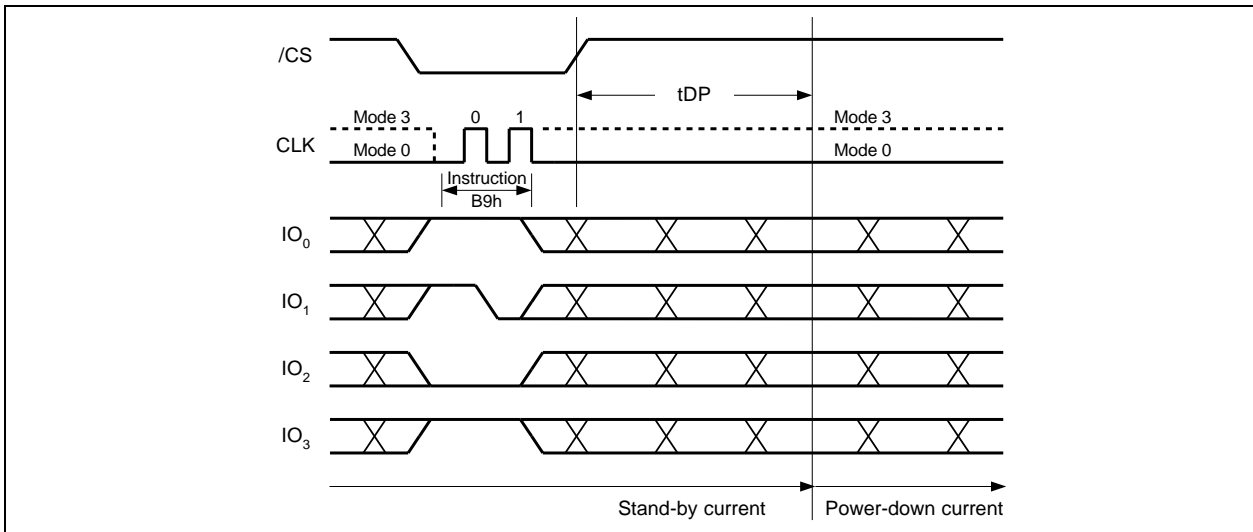 /CS
tDP
Mode 3 0 1 Mode 3
CLK
Mode 0 Mode 0
Instruction
B9h
IO0
IO1
IO2
IO3
Stand-by current Power-down current